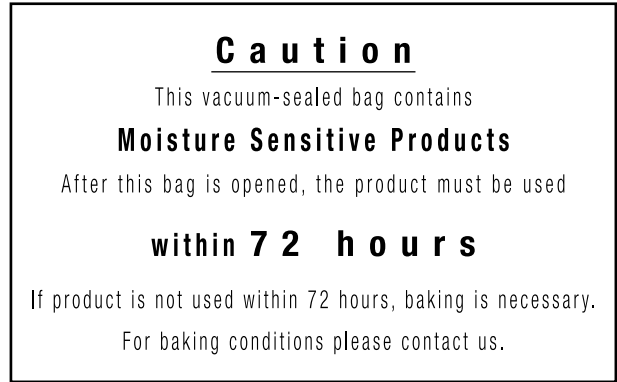 Caution
This vacuum-sealed bag contains
Moisture Sensitive Products
After this bag is opened, the product must be used
within 72 hours
If product is not used within 72 hours, baking is necessary.
For baking conditions please contact us.